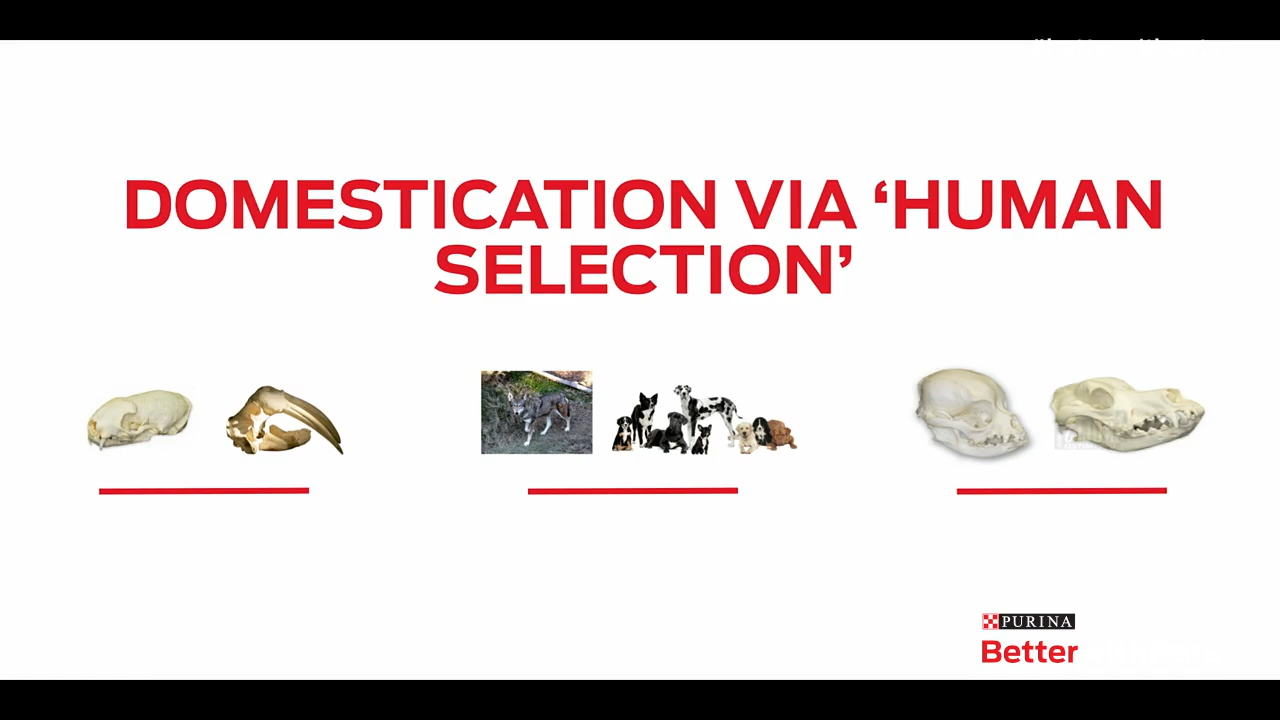 DOMESTICATION VIA ‘HUMAN
SELECTION’
PURINA
Better